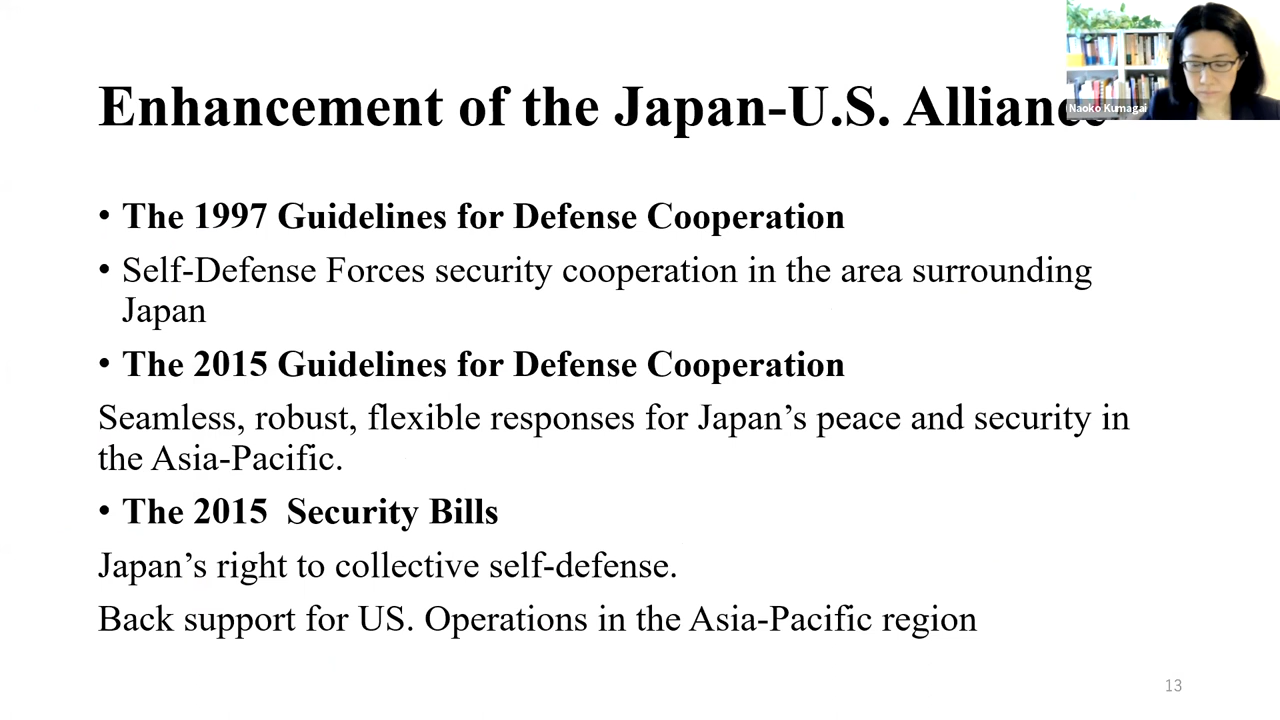 Enhancement of the Japan-U.S. Alliance
Naoko Kumagai
• The 1997 Guidelines for Defense Cooperation
• Self-Defense Forces security cooperation in the area surrounding
Japan
• The 2015 Guidelines for Defense Cooperation
Seamless, robust, flexible responses for Japan’s peace and security in
the Asia-Pacific.
• The 2015  Security Bills
Japan’s right to collective self-defense.
Back support for US. Operations in the Asia-Pacific region
13